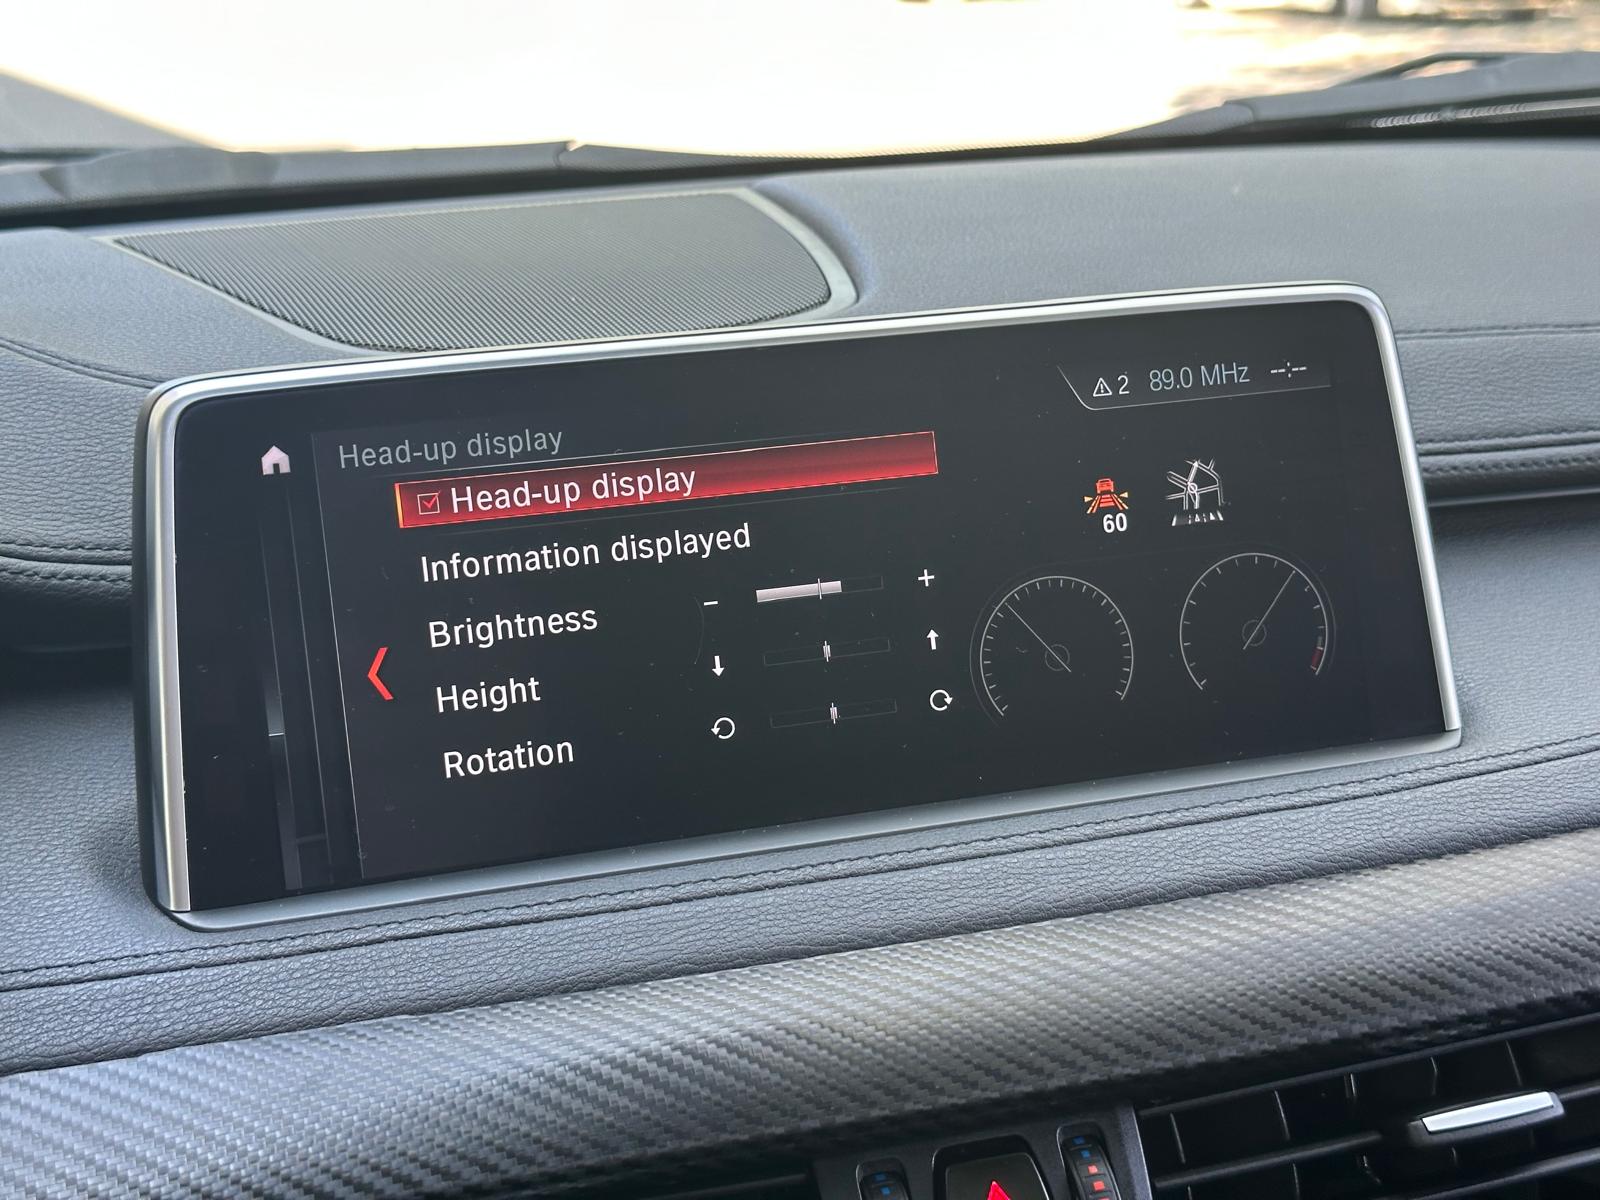 2 89.0 MHz --:--
Head-up display
Head-up display
Information displayed
Brightness - +
Height
Rotation
60